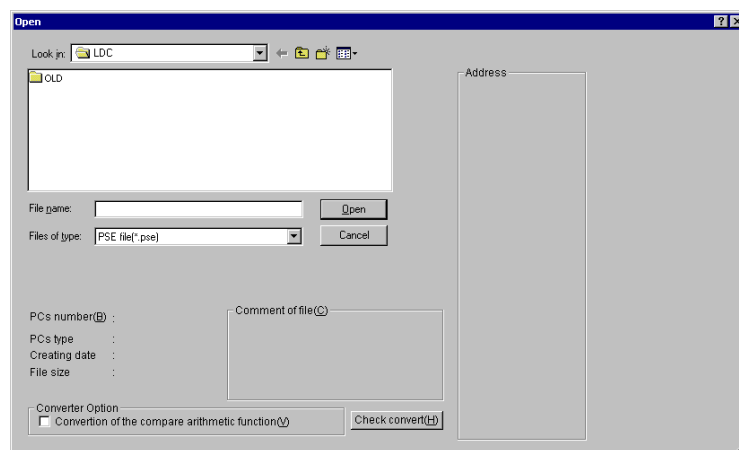 Open
Look in: LDC
OLD
Address
File name:
Open
Files of type: PSE file(*.pse)
Cancel
PCs number(B) :
Comment of file(C)
PCs type :
Creating date :
File size :
Converter Option
Convertion of the compare arithmetic function(V)
Check convert(H)